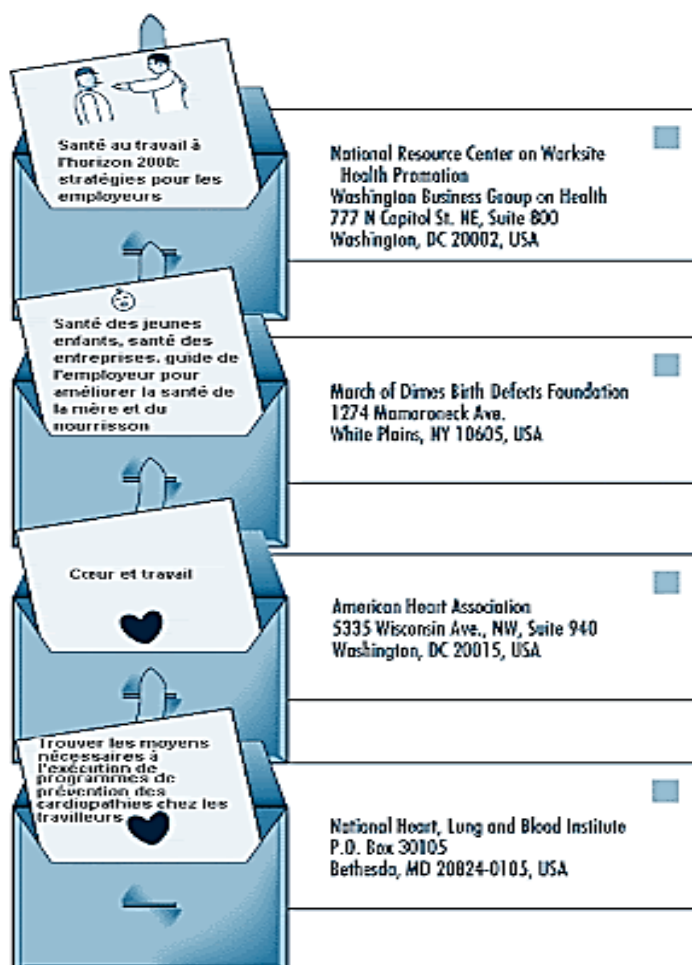 Santé au travail à
l'horizon 2000:
stratégies pour les
employeurs
National Resource Center on Worksite
Health Promotion
Washington Business Group on Health
777 N Capitol St. NE, Suite 800
Washington, DC 20002, USA
Santé des jeunes
enfants, santé des
entreprises, guide de
l'employeur pour
améliorer la santé de
la mère et du
nourrisson
March of Dimes Birth Defects Foundation
1274 Mamaroneck Ave.
White Plains, NY 10605, USA
Cœur et travail
American Heart Association
5335 Wisconsin Ave., NW, Suite 940
Washington, DC 20015, USA
Trouver les moyens
nécessaires à
l'exécution de
programmes de
prévention des
cardiopathies chez les
travilleurs
National Heart, Lung and Blood Institute
P.O. Box 30105
Bethesda, MD 20824-0105, USA